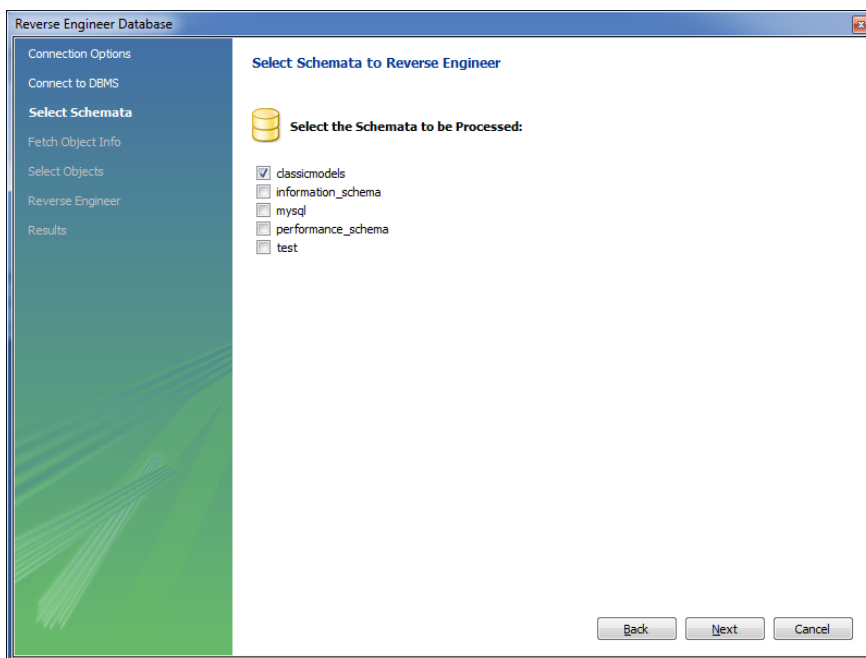 Reverse Engineer Database
Connection Options
Connect to DBMS
Select Schemata
Fetch Object Info
Select Objects
Reverse Engineer
Results
Select Schemata to Reverse Engineer
Select the Schemata to be Processed:
classicmodels
information_schema
mysql
performance_schema
test
Back Next Cancel